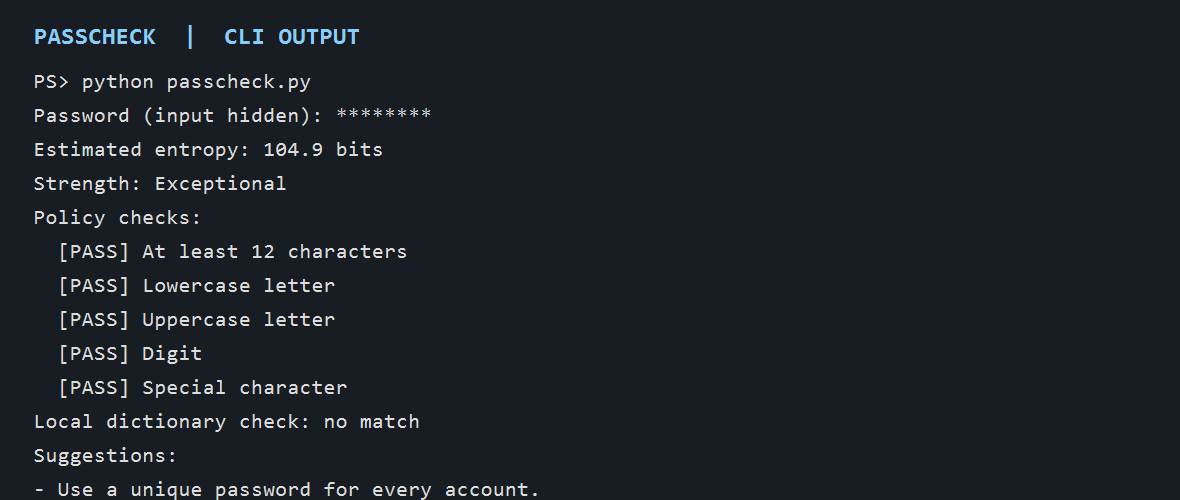 PASSCHECK | CLI OUTPUT
PS> python passcheck.py
Password (input hidden): ********
Estimated entropy: 104.9 bits
Strength: Exceptional
Policy checks:
[PASS] At least 12 characters
[PASS] Lowercase letter
[PASS] Uppercase letter
[PASS] Digit
[PASS] Special character
Local dictionary check: no match
Suggestions:
- Use a unique password for every account.